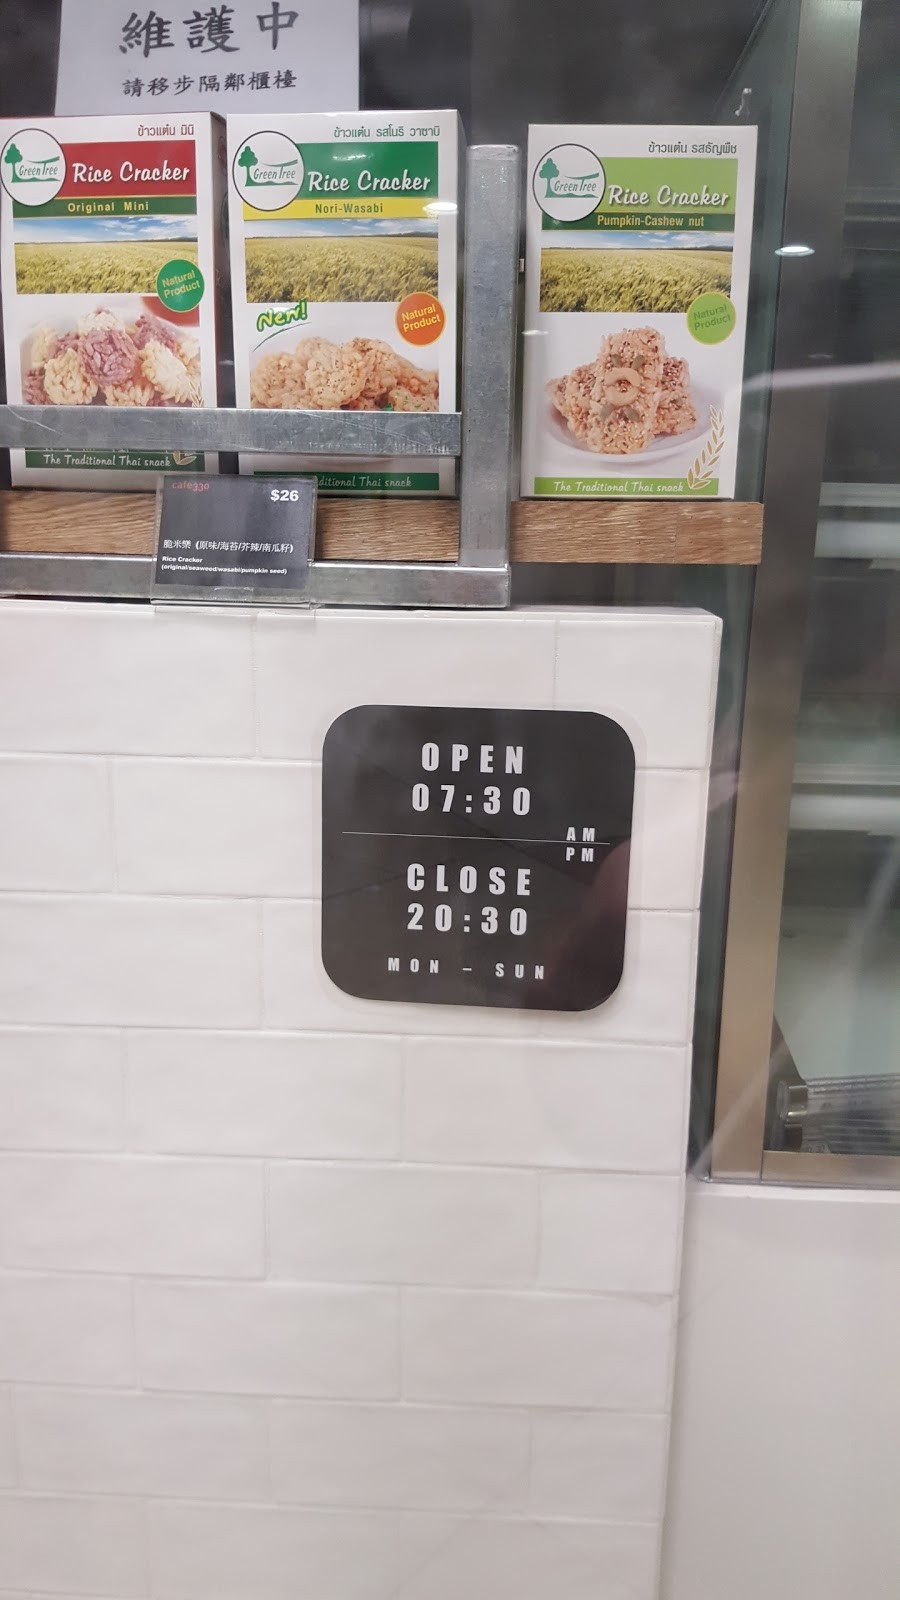 維護中
請移步隔鄰櫃檯
ข้าวแต๋น มินิ
Green Tree
Rice Cracker
Original Mini
Natural Product
The Traditional Thai snack
ข้าวแต๋น รสโนริ วาซาบิ
Green Tree
Rice Cracker
Nori-Wasabi
New!
Natural Product
ditional Thai snack
ข้าวแต๋น รสธัญพืช
Green Tree
Rice Cracker
Pumpkin-Cashew nut
Natural Product
The Traditional Thai snack
cafe330
$26
脆米樂 (原味/海苔/芥辣/南瓜籽)
Rice Cracker
(original/seaweed/wasabi/pumpkin seed)
OPEN
07:30
AM
PM
CLOSE
20:30
MON - SUN